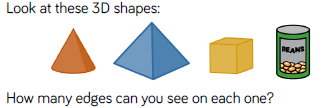 Look at these 3D shapes:
BEANS
How many edges can you see on each one?